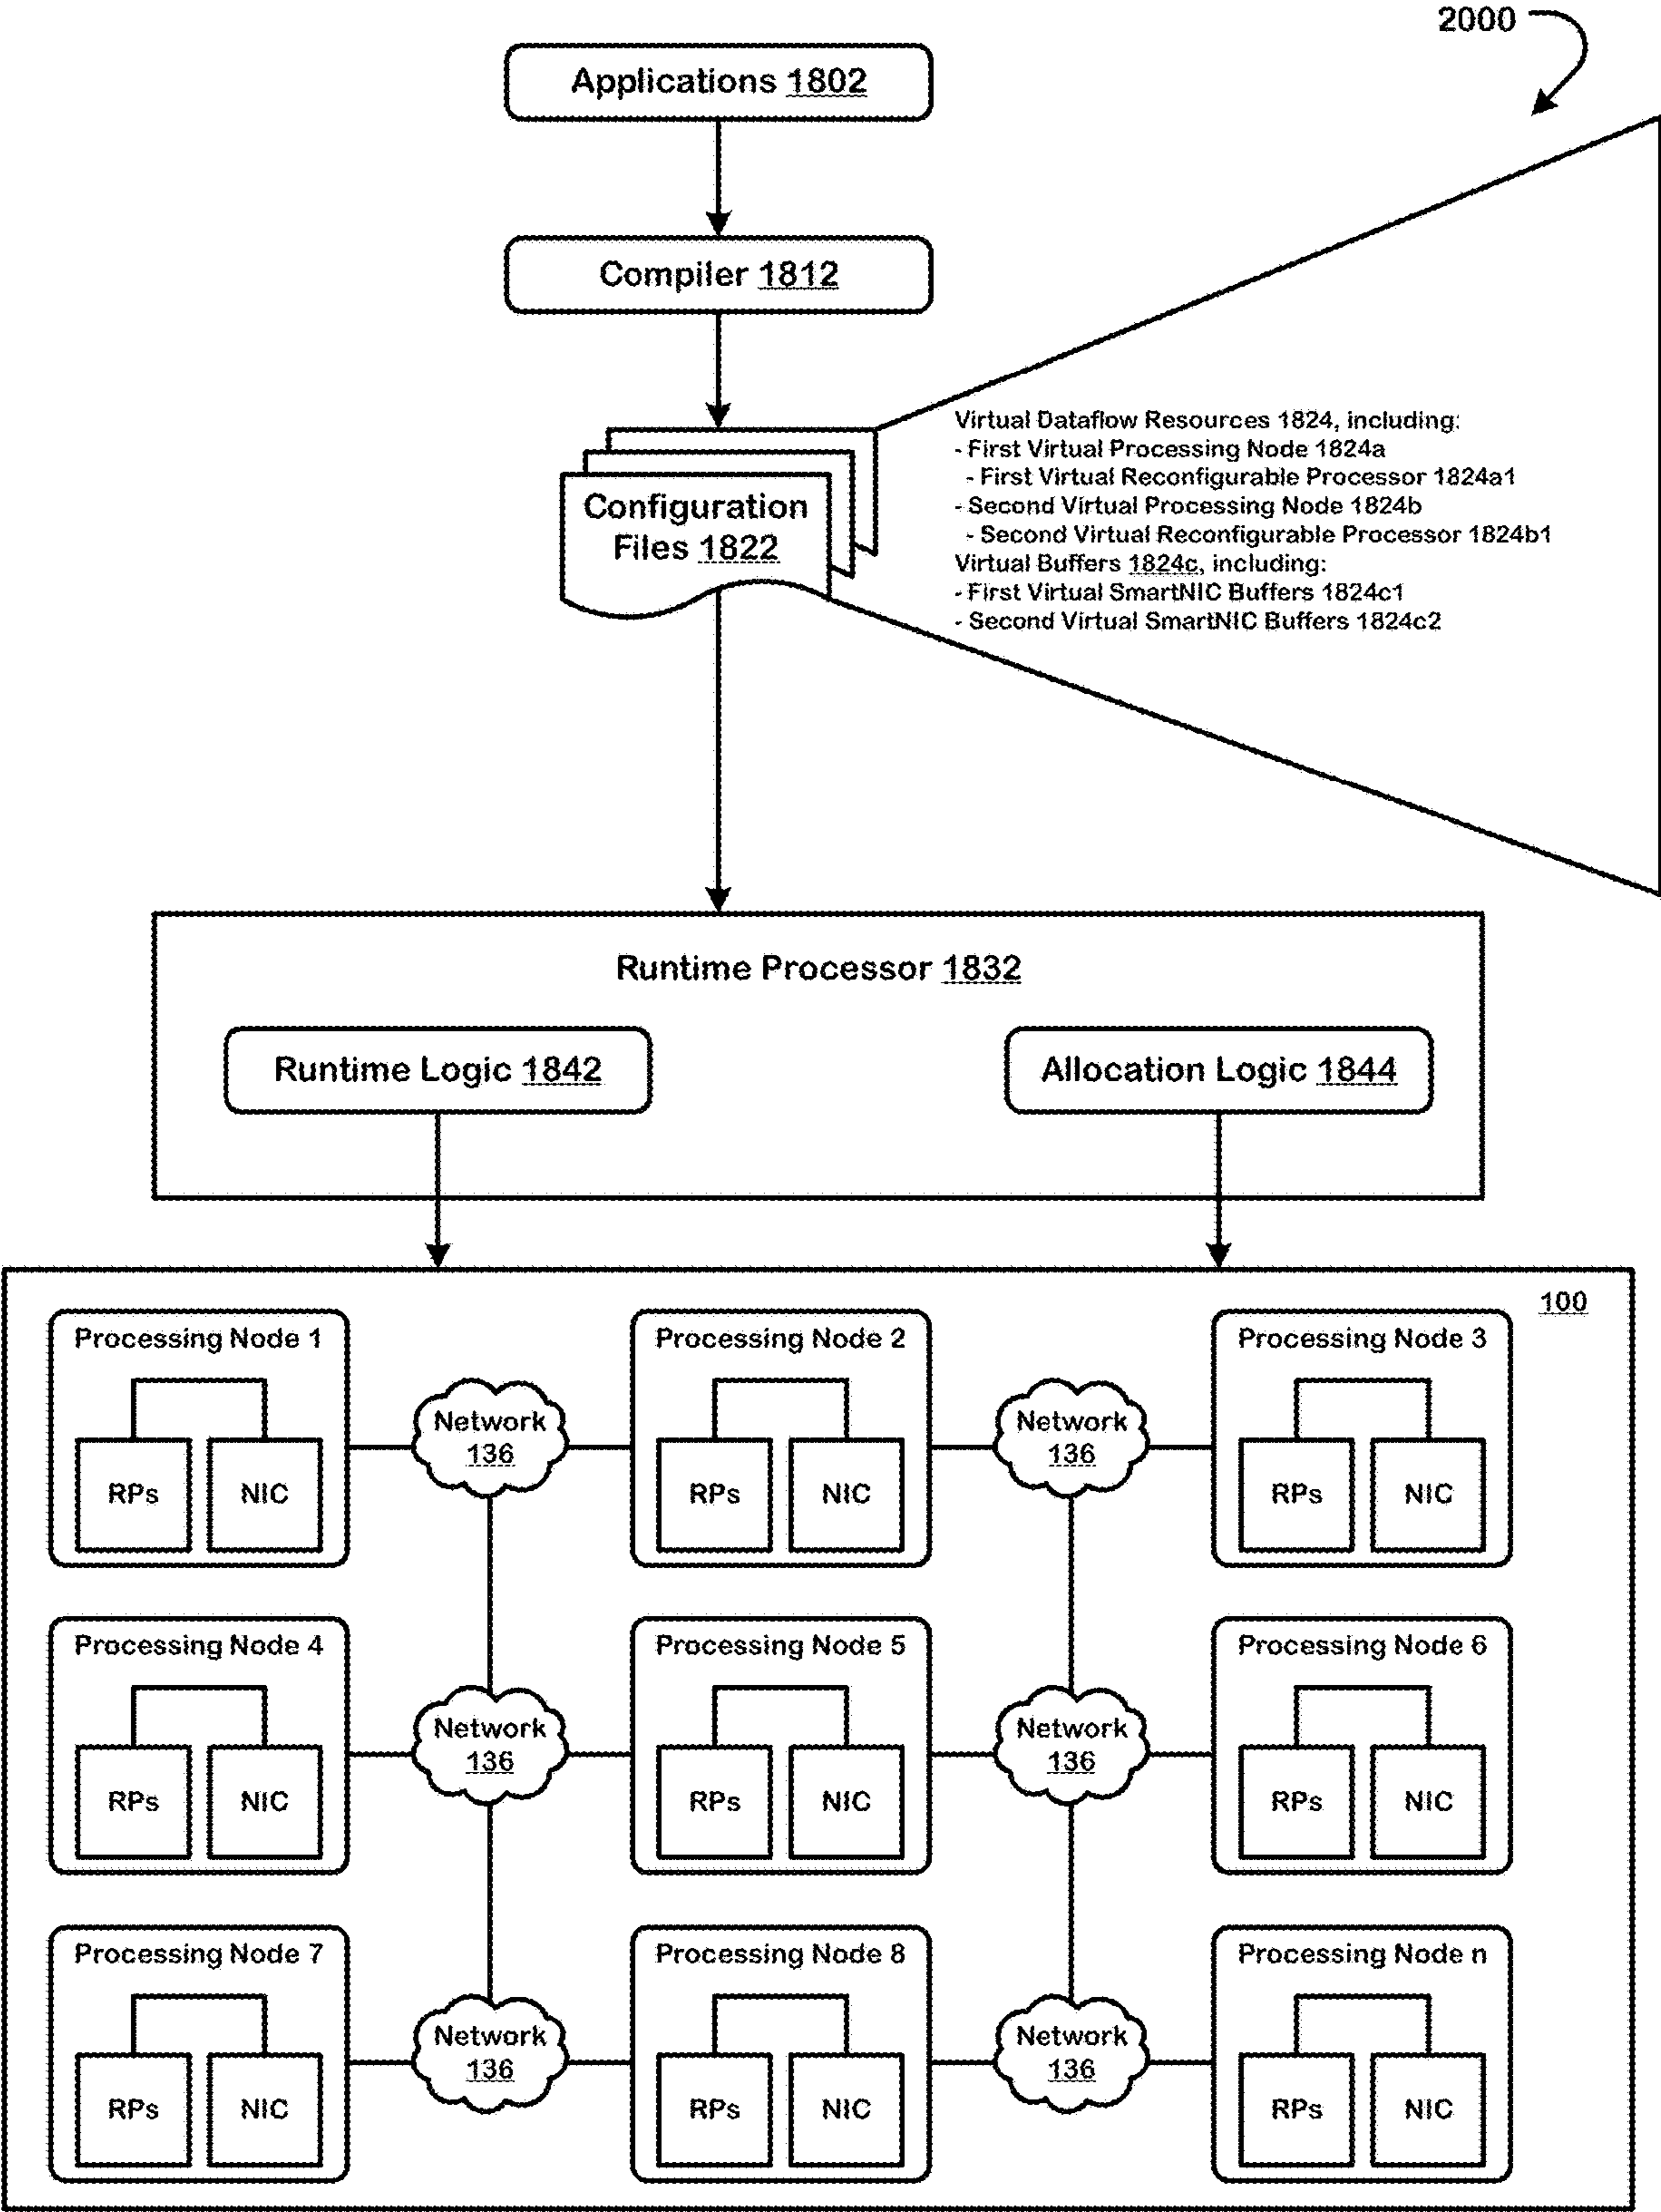 2000
Applications 1802
Compiler 1812
Configuration
Files 1822
Virtual Dataflow Resources 1824, including:
- First Virtual Processing Node 1824a
- First Virtual Reconfigurable Processor 1824a1
- Second Virtual Processing Node 1824b
- Second Virtual Reconfigurable Processor 1824b1
Virtual Buffers 1824c, including:
- First Virtual SmartNIC Buffers 1824c1
- Second Virtual SmartNIC Buffers 1824c2
Runtime Processor 1832
Runtime Logic 1842
Allocation Logic 1844
100
Processing Node 1
RPs
NIC
Network
136
Processing Node 2
RPs
NIC
Network
136
Processing Node 3
RPs
NIC
Processing Node 4
RPs
NIC
Network
136
Processing Node 5
RPs
NIC
Network
136
Processing Node 6
RPs
NIC
Processing Node 7
RPs
NIC
Network
136
Processing Node 8
RPs
NIC
Network
136
Processing Node n
RPs
NIC